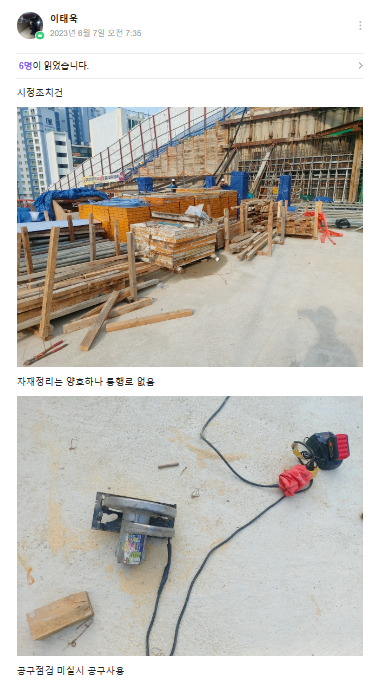 이태욱
2023년 6월 7일 오전 7:35
6명이 읽었습니다.
시정조치건
자재정리는 양호하나 통행로 없음
공구점검 미실시 공구사용